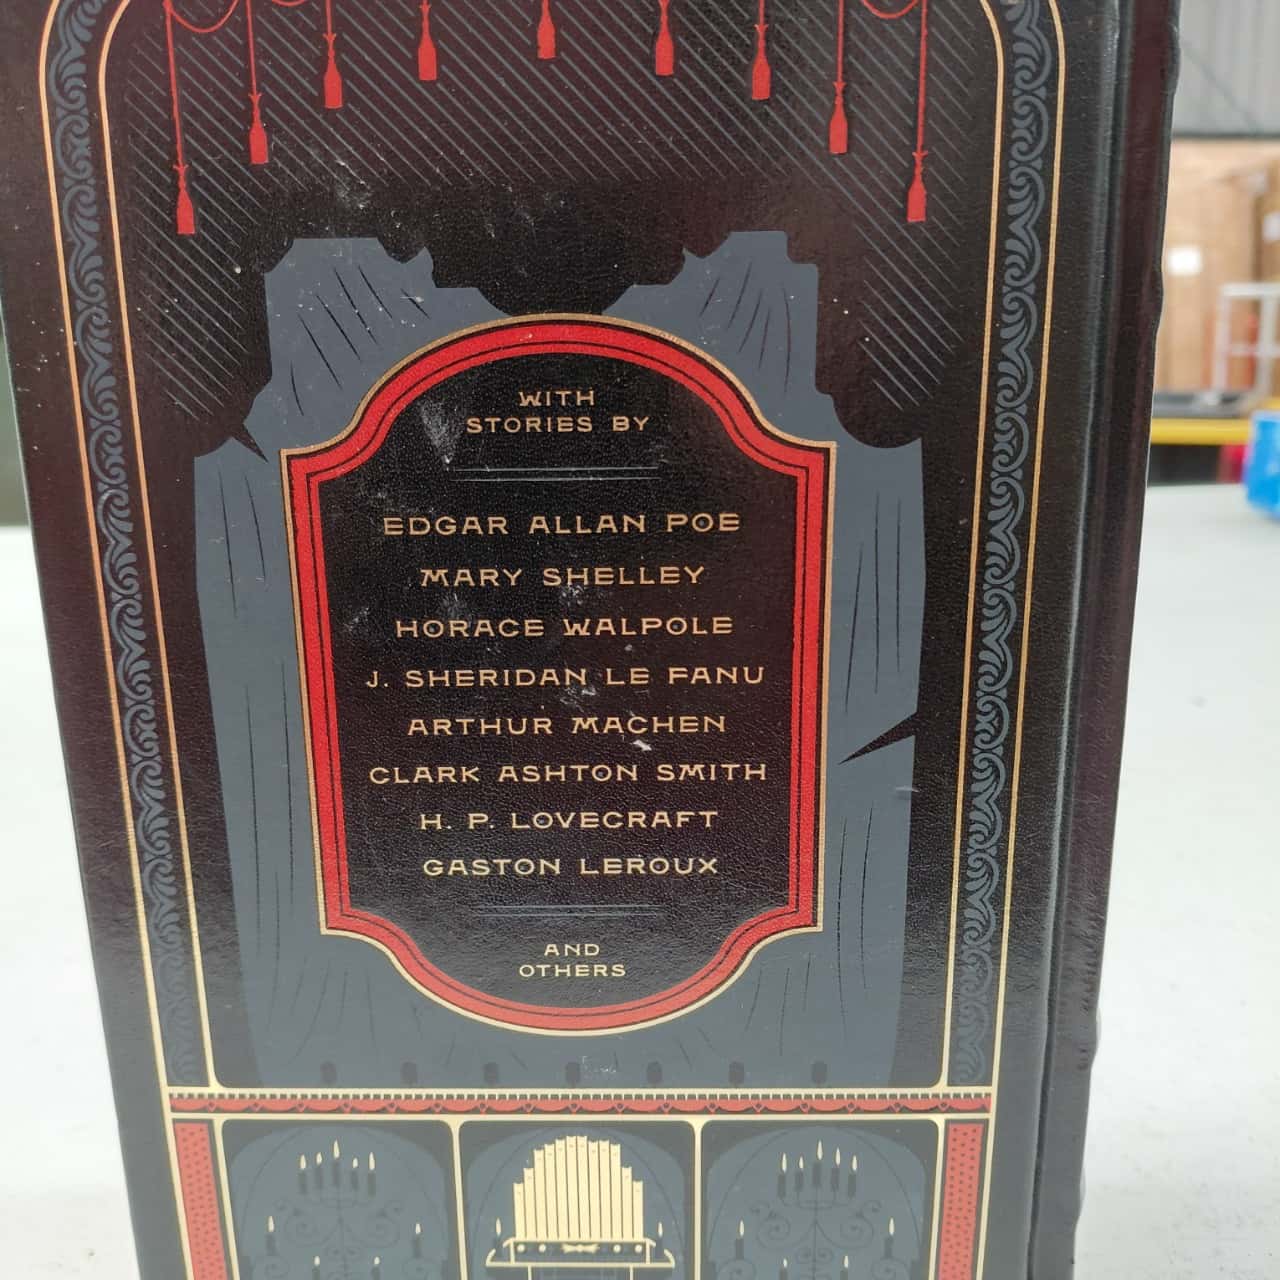 WITH
STORIES BY
EDGAR ALLAN POE
MARY SHELLEY
HORACE WALPOLE
J. SHERIDAN LE FANU
ARTHUR MACHEN
CLARK ASHTON SMITH
H. P. LOVECRAFT
GASTON LEROUX
AND
OTHERS